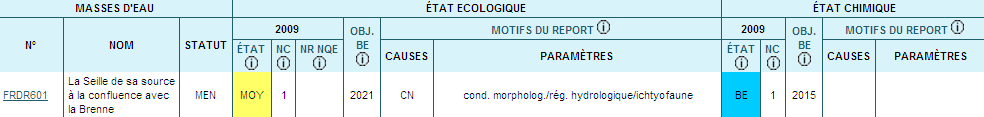 MASSES D'EAU
ÉTAT ECOLOGIQUE
ÉTAT CHIMIQUE
N°
NOM
STATUT
2009
OBJ. BE
MOTIFS DU REPORT
2009
OBJ. BE
MOTIFS DU REPORT
ÉTAT
NC
NR NQE
CAUSES
PARAMÈTRES
ÉTAT
NC
CAUSES
PARAMÈTRES
FRDR601
La Seille de sa source
à la confluence avec
la Brenne
MEN
MOY
1
2021
CN
cond. morpholog./rég. hydrologique/ichtyofaune
BE
1
2015